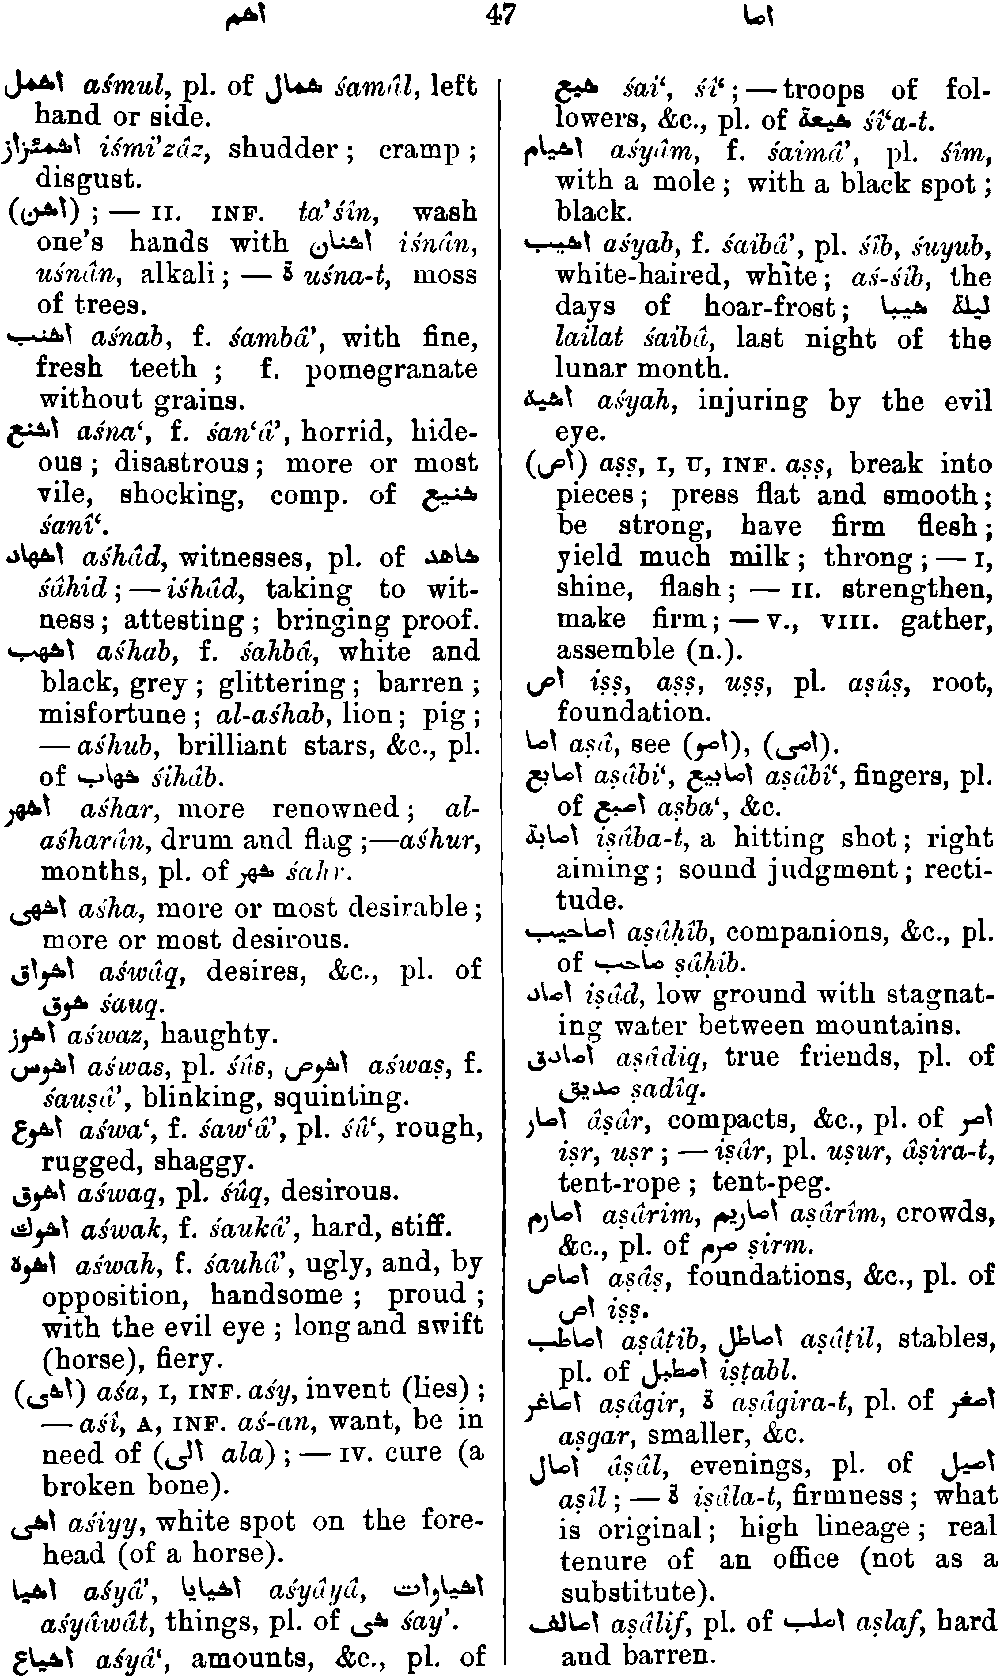 اشم 47 اصا
اشمل aśmul, pl. of شمال śamâl, left
hand or side.
اشمئزاز iśmi’zâz, shudder ; cramp ;
disgust.
(اشن) ; — II. INF. ta’śîn, wash
one’s hands with اشنان iśnân,
uśnân, alkali ; — ة uśna-t, moss
of trees.
اشنب aśnab, f. śambâ’, with fine,
fresh teeth ; f. pomegranate
without grains.
اشنع aśna‘, f. śan‘â’, horrid, hide-
ous ; disastrous ; more or most
vile, shocking, comp. of شنيع
śanî‘.
اشهاد aśhâd, witnesses, pl. of شاهد
śâhid ; — iśhâd, taking to wit-
ness ; attesting ; bringing proof.
اشهب aśhab, f. śahbâ, white and
black, grey ; glittering ; barren ;
misfortune ; al-aśhab, lion ; pig ;
— aśhub, brilliant stars, &c., pl.
of شهاب śihâb.
اشهر aśhar, more renowned ; al-
aśharân, drum and flag ;—aśhur,
months, pl. of شهر śahr.
اشهى aśha, more or most desirable ;
more or most desirous.
اشواق aśwâq, desires, &c., pl. of
شوق śauq.
اشوز aśwaz, haughty.
اشوس aśwas, pl. śûs, اشوص aśwaṣ, f.
śauṣâ’, blinking, squinting.
اشوع aśwa‘, f. śaw‘â’, pl. śû‘, rough,
rugged, shaggy.
اشوق aśwaq, pl. śûq, desirous.
اشوك aśwak, f. śaukâ’, hard, stiff.
اشوه aśwah, f. śauhâ’, ugly, and, by
opposition, handsome ; proud ;
with the evil eye ; long and swift
(horse), fiery.
(اشى) aśa, I, INF. aśy, invent (lies) ;
— aśî, A, INF. aś-an, want, be in
need of (الى ala) ; — IV. cure (a
broken bone).
اشى aśiyy, white spot on the fore-
head (of a horse).
اشيا aśyâ’, اشيايا aśyâyâ, اشياوات
aśyâwât, things, pl. of شى śay’.
اشياع aśyâ‘, amounts, &c., pl. of
شيع śai‘, śî‘ ; — troops of fol-
lowers, &c., pl. of شيعة śî‘a-t.
اشيام aśyâm, f. śaimâ’, pl. śîm,
with a mole ; with a black spot ;
black.
اشيب aśyab, f. śaibâ’, pl. śîb, śuyub,
white-haired, white ; aś-śîb, the
days of hoar-frost ; ليلة شيبا
lailat śaibâ, last night of the
lunar month.
اشيه aśyah, injuring by the evil
eye.
(اص) aṣṣ, I, U, INF. aṣṣ, break into
pieces ; press flat and smooth ;
be strong, have firm flesh ;
yield much milk ; throng ; — I,
shine, flash ; — II. strengthen,
make firm ; — V., VIII. gather,
assemble (n.).
اص iṣṣ, aṣṣ, uṣṣ, pl. aṣûṣ, root,
foundation.
اصا aṣâ, see (اصو), (اصى).
اصابع aṣâbi‘, اصابيع aṣâbî‘, fingers, pl.
of اصبع aṣba‘, &c.
اصابة iṣâba-t, a hitting shot ; right
aiming ; sound judgment ; recti-
tude.
اصاحيب aṣâḥîb, companions, &c., pl.
of صاحب ṣâḥib.
اصاد iṣâd, low ground with stagnat-
ing water between mountains.
اصادق aṣâdiq, true friends, pl. of
صديق ṣadîq.
اصار âṣâr, compacts, &c., pl. of اصر
iṣr, uṣr ; — iṣâr, pl. uṣur, âṣira-t,
tent-rope ; tent-peg.
اصارم aṣârim, اصاريم aṣârîm, crowds,
&c., pl. of صرم ṣirm.
اصاص aṣâṣ, foundations, &c., pl. of
اص iṣṣ.
اصاطب aṣâṭib, اصاطل aṣâṭil, stables,
pl. of اصطبل iṣṭabl.
اصاغر aṣâgir, ة aṣâgira-t, pl. of اصغر
aṣgar, smaller, &c.
اصال âṣâl, evenings, pl. of اصيل
aṣîl ; — ة iṣâla-t, firmness ; what
is original ; high lineage ; real
tenure of an office (not as a
substitute).
اصالف aṣâlif, pl. of اصلب aṣlaf, hard
and barren.